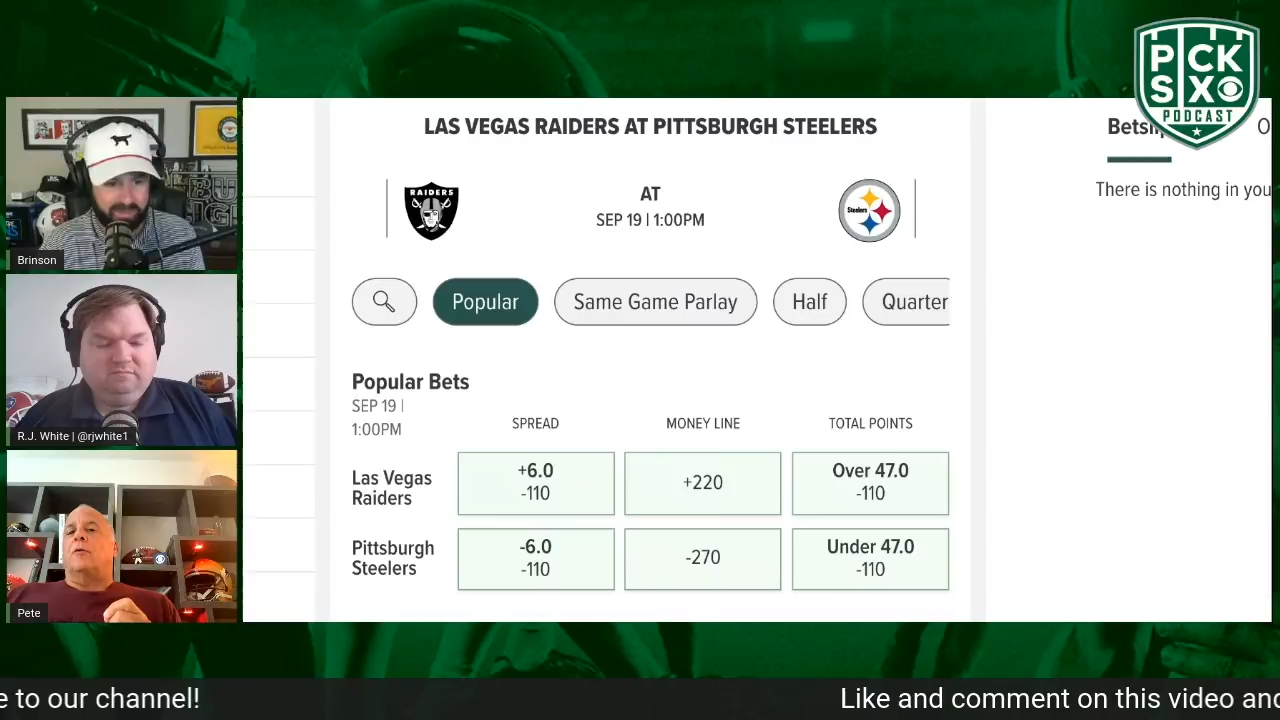 PICK
SIX
PODCAST
LAS VEGAS RAIDERS AT PITTSBURGH STEELERS
Betsli
O
RAIDERS
AT
SEP 19 | 1:00PM
Steelers
There is nothing in you
Brinson
Popular
Same Game Parlay
Half
Quarter
Popular Bets
SEP 19 |
1:00PM
SPREAD
MONEY LINE
TOTAL POINTS
R.J. White | @rjwhite1
Las Vegas
Raiders
+6.0
-110
+220
Over 47.0
-110
Pittsburgh
Steelers
-6.0
-110
-270
Under 47.0
-110
Pete
e to our channel!
Like and comment on this video and